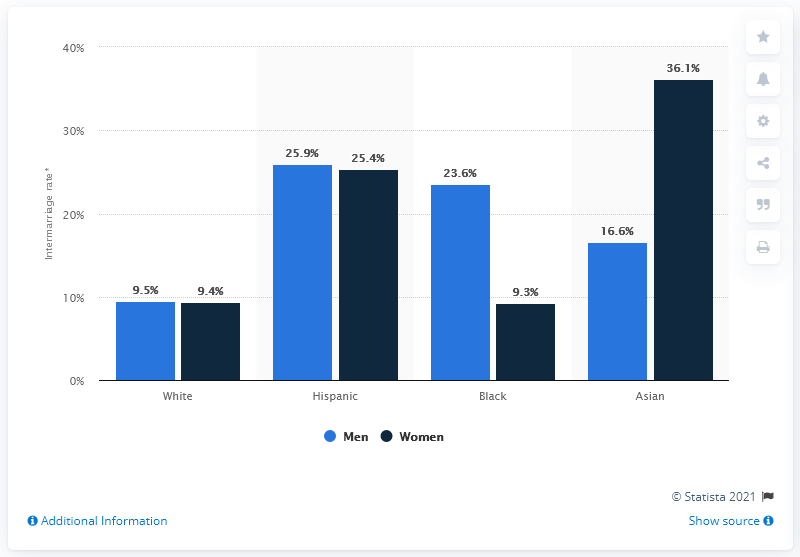 40%
30%
20%
10%
0%
Intermarriage rate*
9.5%
9.4%
25.9%
25.4%
23.6%
9.3%
16.6%
36.1%
White
Hispanic
Black
Asian
Men
Women
© Statista 2021
Additional Information
Show source